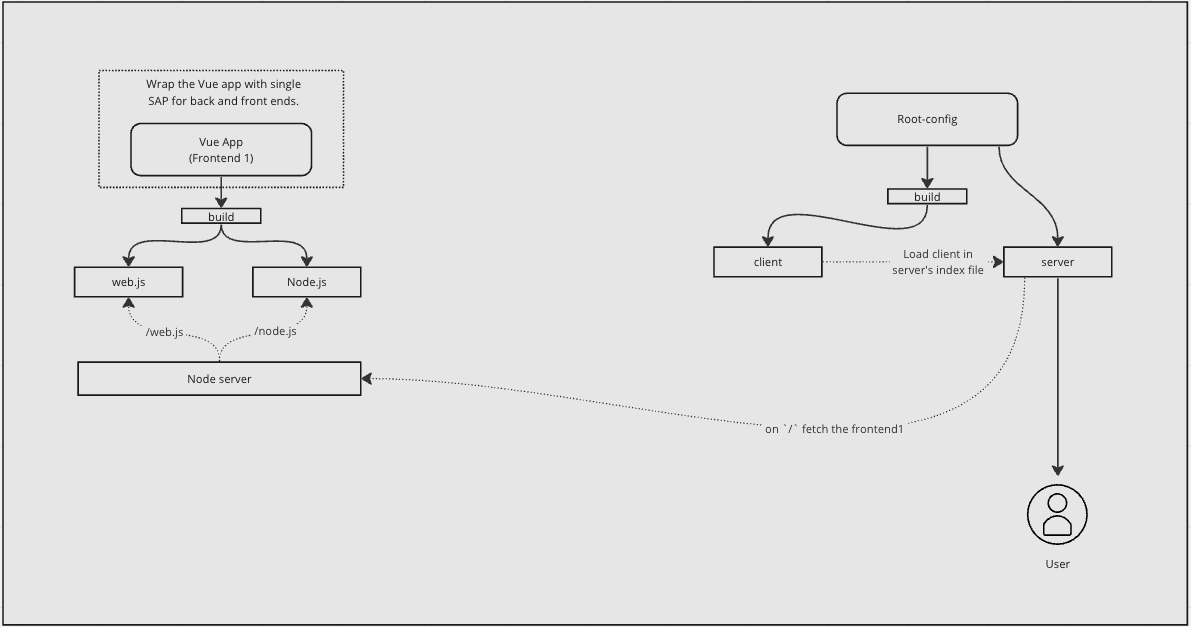 Wrap the Vue app with single
SAP for back and front ends.
Vue App
(Frontend 1)
build
web.js
Node.js
/web.js
/node.js
Node server
Root-config
build
client
Load client in
server's index file
server
on `/` fetch the frontend1
User